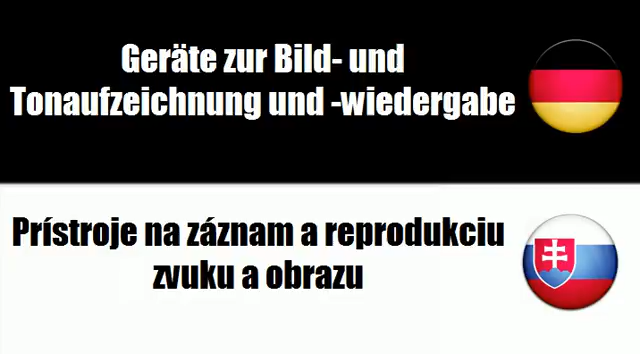 Geräte zur Bild- und
Tonaufzeichnung und -wiedergabe
Prístroje na záznam a reprodukciu
zvuku a obrazu